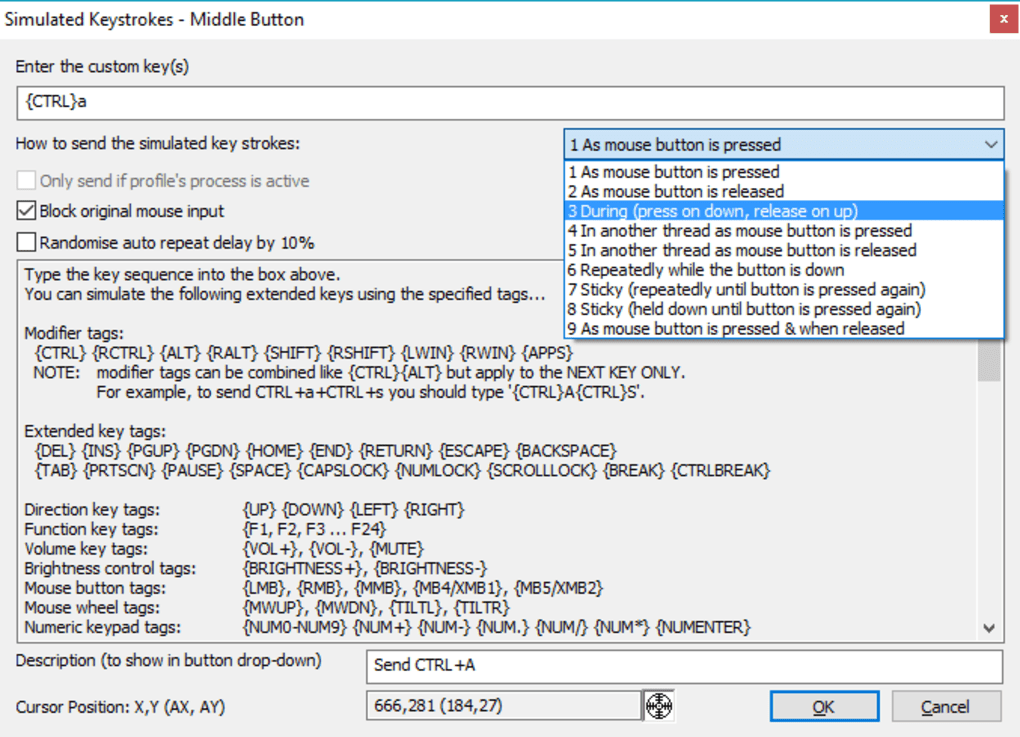 Simulated Keystrokes - Middle Button
x
Enter the custom key(s)
{CTRL}a
How to send the simulated key strokes:
1 As mouse button is pressed
1 As mouse button is pressed
2 As mouse button is released
3 During (press on down, release on up)
4 In another thread as mouse button is pressed
5 In another thread as mouse button is released
6 Repeatedly while the button is down
7 Sticky (repeatedly until button is pressed again)
8 Sticky (held down until button is pressed again)
9 As mouse button is pressed & when released
Only send if profile's process is active
Block original mouse input
Randomise auto repeat delay by 10%
Type the key sequence into the box above.
You can simulate the following extended keys using the specified tags...
Modifier tags:
{CTRL} {RCTRL} {ALT} {RALT} {SHIFT} {RSHIFT} {LWIN} {RWIN} {APPS}
NOTE: modifier tags can be combined like {CTRL}{ALT} but apply to the NEXT KEY ONLY.
For example, to send CTRL+a+CTRL+s you should type '{CTRL}A{CTRL}S'.
Extended key tags:
{DEL} {INS} {PGUP} {PGDN} {HOME} {END} {RETURN} {ESCAPE} {BACKSPACE}
{TAB} {PRTSCN} {PAUSE} {SPACE} {CAPSLOCK} {NUMLOCK} {SCROLLLOCK} {BREAK} {CTRLBREAK}
Direction key tags: {UP} {DOWN} {LEFT} {RIGHT}
Function key tags: {F1, F2, F3 ... F24}
Volume key tags: {VOL+}, {VOL-}, {MUTE}
Brightness control tags: {BRIGHTNESS+}, {BRIGHTNESS-}
Mouse button tags: {LMB}, {RMB}, {MMB}, {MB4/XMB1}, {MB5/XMB2}
Mouse wheel tags: {MWUP}, {MWDN}, {TILTL}, {TILTR}
Numeric keypad tags: {NUM0-NUM9} {NUM+} {NUM-} {NUM.} {NUM/} {NUM*} {NUMENTER}
Description (to show in button drop-down)
Send CTRL+A
Cursor Position: X,Y (AX, AY)
666,281 (184,27)
OK
Cancel